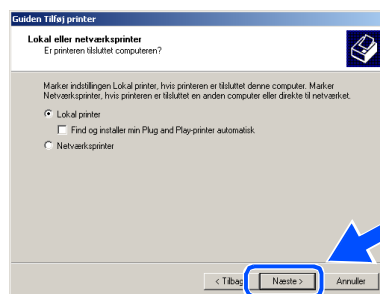 Guiden Tilføj printer
Lokal eller netværksprinter
Er printeren tilsluttet computeren?
Marker indstillingen Lokal printer, hvis printeren er tilsluttet denne computer. Marker
Netværksprinter, hvis printeren er tilsluttet en anden computer eller direkte til netværket.
Lokal printer
Find og installer min Plug and Play-printer automatisk
Netværksprinter
< Tilbag Næste > Annuller